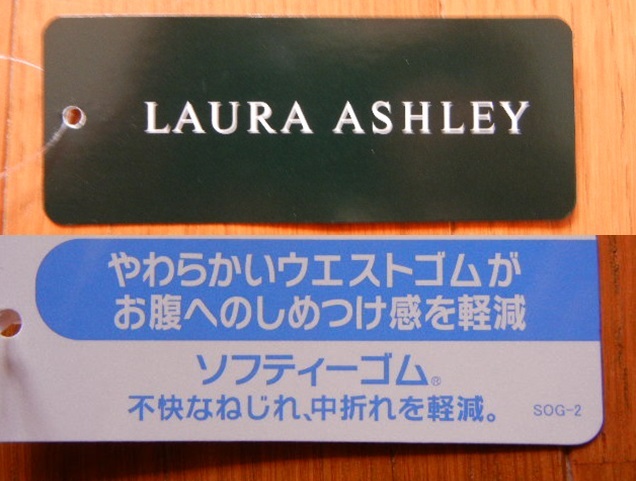 LAURA ASHLEY
やわらかいウエストゴムが
お腹へのしめつけ感を軽減
ソフティーゴム®
不快なねじれ、中折れを軽減。
SOG-2